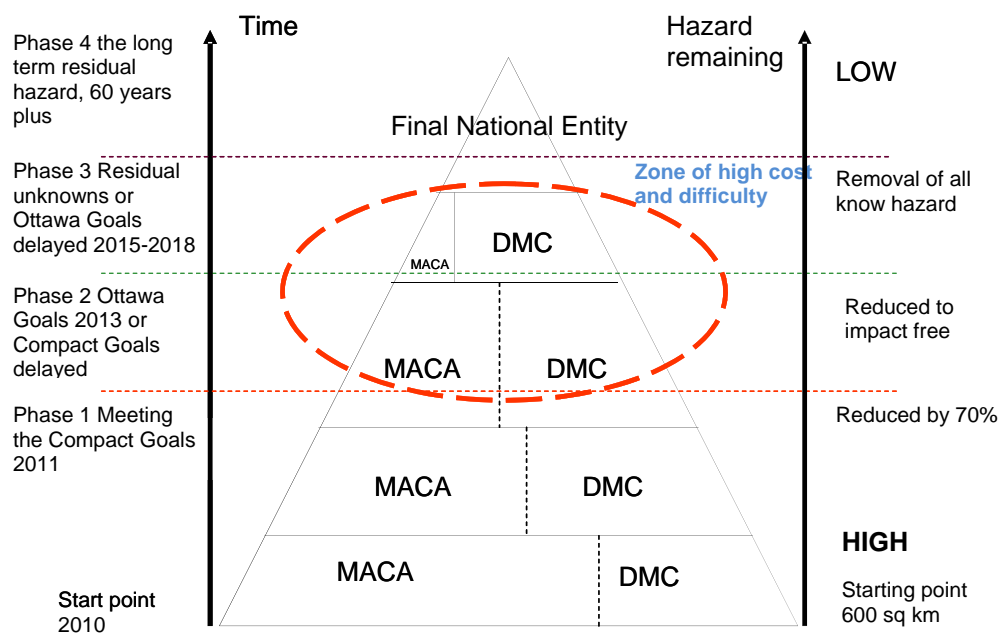 Time
Hazard
remaining
Phase 4 the long
term residual
hazard, 60 years
plus
LOW
Final National Entity
Zone of high cost
and difficulty
Phase 3 Residual
unknowns or
Ottawa Goals
delayed 2015-2018
Removal of all
know hazard
MACA
DMC
Phase 2 Ottawa
Goals 2013 or
Compact Goals
delayed
Reduced to
impact free
MACA
DMC
Phase 1 Meeting
the Compact Goals
2011
Reduced by 70%
MACA
DMC
HIGH
MACA
DMC
Start point
2010
Starting point
600 sq km